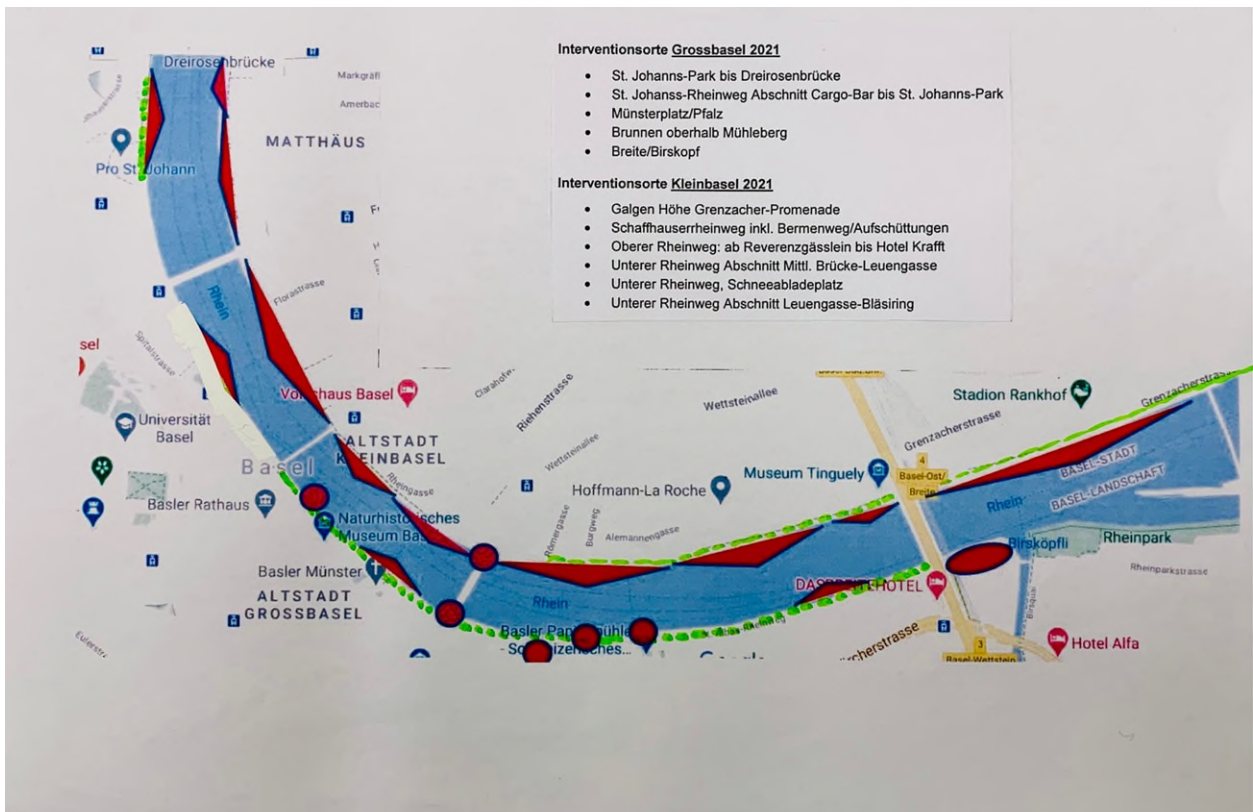 Interventionsorte Grossbasel 2021
St. Johanns-Park bis Dreirosenbrücke
St. Johanss-Rheinweg Abschnitt Cargo-Bar bis St. Johanns-Park
Münsterplatz/Pfalz
Brunnen oberhalb Mühleberg
Breite/Birskopf
Interventionsorte Kleinbasel 2021
Galgen Höhe Grenzacher-Promenade
Schaffhauserrheinweg inkl. Bermenweg/Aufschüttungen
Oberer Rheinweg: ab Reverenzgässlein bis Hotel Krafft
Unterer Rheinweg Abschnitt Mittl. Brücke-Leuengasse
Unterer Rheinweg, Schneeabladeplatz
Unterer Rheinweg Abschnitt Leuengasse-Bläsiring
Dreirosenbrücke
MATTHÄUS
Pro St. Johann
Rhein
Florastrasse
Spitalstrasse
Basel
Universität
Basel
ALTSTADT
KLEINBASEL
Rheingasse
Basel
Basler Rathaus
Naturhistorisches
Museum
Basler Münster
ALTSTADT
GROSSBASEL
Riehenstrasse
Wettsteinallee
Wettsteinallee
Hoffmann-La Roche
Römergasse
Burgweg
Alemannengasse
Museum Tinguely
Grenzacherstrasse
Stadion Rankhof
4
Basel-Ost/
Breite
Rhein
BASEL-STADT
BASEL-LANDSCHAFT
Birsköpfli
Rheinpark
Rheinparkstrasse
Rhein
Basler
3
Basel-Wettstein
Hotel Alfa